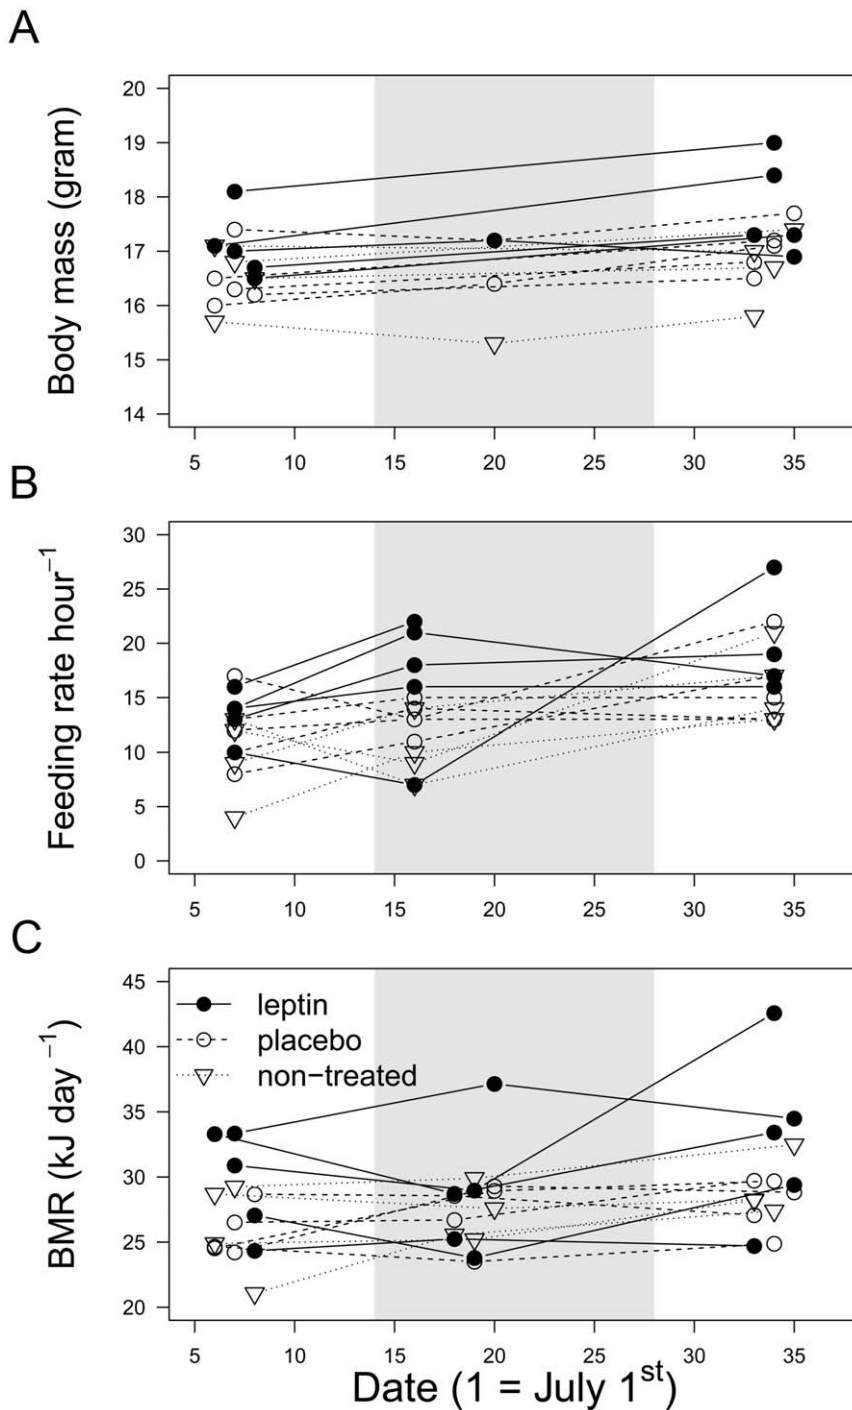 A
Body mass (gram)
20
19
18
17
16
15
14
5 10 15 20 25 30 35
B
Feeding rate hour⁻¹
30
25
20
15
10
5
0
5 10 15 20 25 30 35
C
BMR (kJ day ⁻¹)
45
40
35
30
25
20
leptin
placebo
non−treated
5 10 15 20 25 30 35
Date (1 = July 1ˢᵗ)